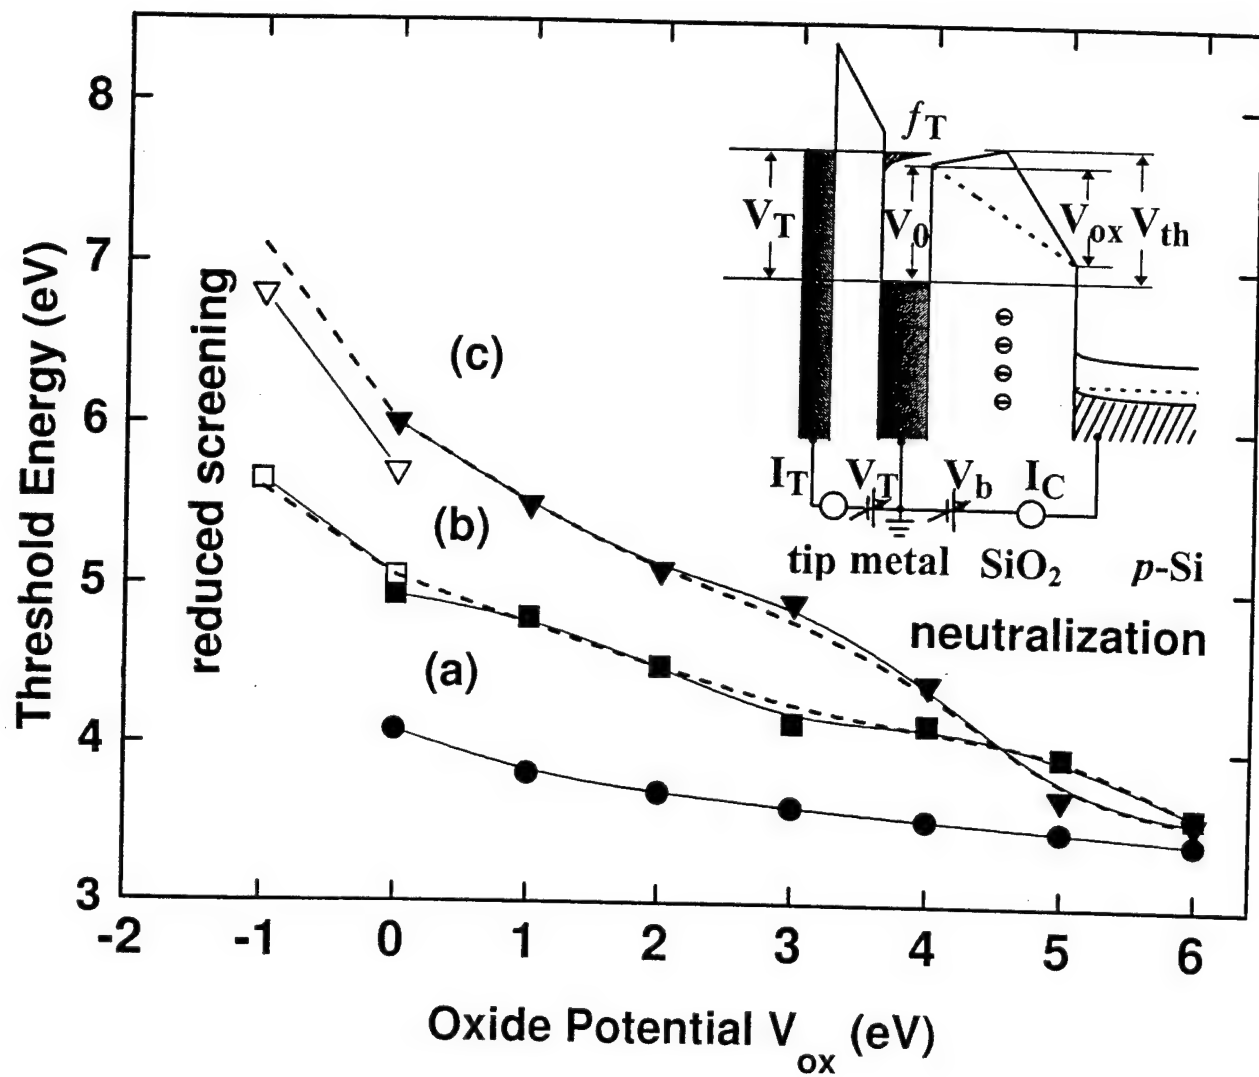 8
7
6
5
4
3
-2
-1
0
1
2
3
4
5
6
Threshold Energy (eV)
Oxide Potential V_ox (eV)
reduced screening
(c)
(b)
(a)
neutralization
f_T
V_T
V_0
V_ox
V_th
⊖
⊖
⊖
⊖
I_T
V_T
V_b
I_C
tip metal SiO₂ p-Si